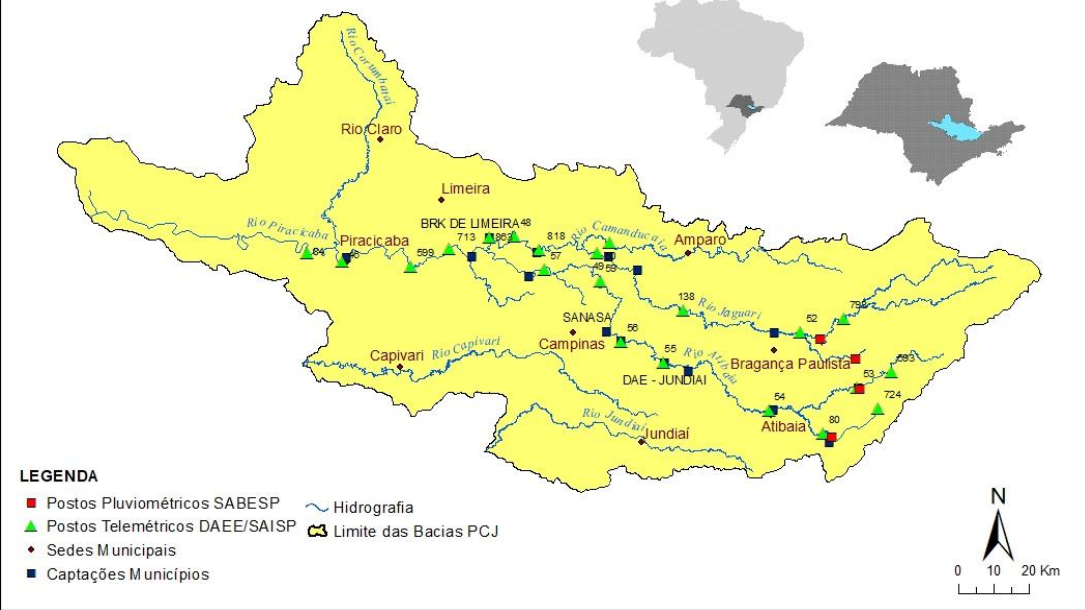 Rio Corumbataí
Rio Claro
Limeira
BRK DE LIMEIRA
48
Rio Piracicaba
Piracicaba
713
818
Rio Camanducaia
Amparo
84
599
57
59
138
Rio Jaguari
52
SANASA
56
Campinas
Rio Capivari
Capivari
55
Rio Atibaia
Bragança Paulista
DAE - JUNDIAI
53
54
724
Atibaia
80
Rio Jundiaí
Jundiaí
LEGENDA
Postos Pluviométricos SABESP
Hidrografia
Postos Telemétricos DAEE/SAISP
Limite das Bacias PCJ
Sedes Municipais
Captações Municípios
N
0 10 20 Km